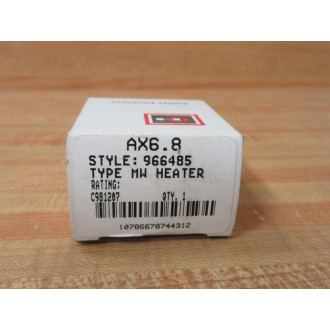 AX6.8
STYLE: 966485
TYPE MW HEATER
RATING:
C981207 QTY. 1
10786678744312